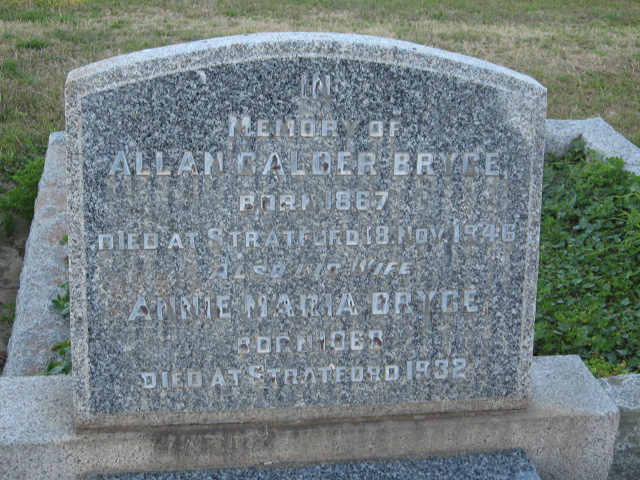 IN
MEMORY OF
ALLAN CALDER BRYCE
BORN 1867
DIED AT STRATFORD 18. NOV. 1946
ALSO HIS WIFE
ANNIE MARIA BRYCE
BORN 1868
DIED AT STRATFORD 1932